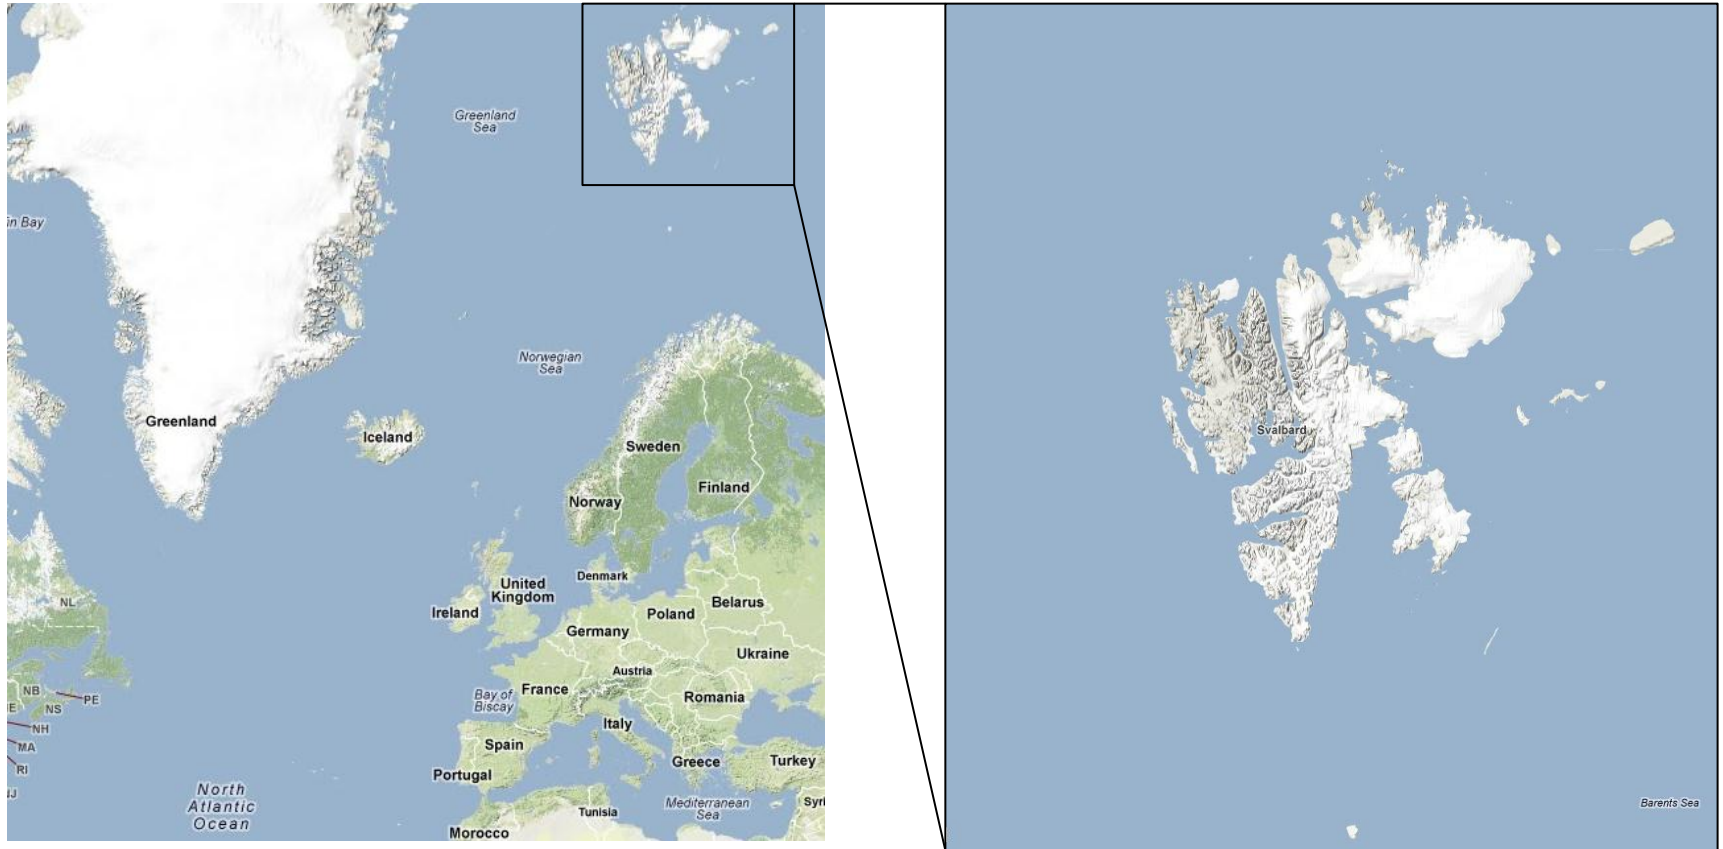 Greenland
Sea
in Bay
Norwegian
Sea
Greenland
Iceland
Sweden
Finland
Norway
Denmark
United
Kingdom
Ireland
Belarus
Poland
NL
Germany
Ukraine
Austria
NB
PE
France
Romania
Bay of
Biscay
E
NS
NH
Italy
MA
Spain
RI
Greece
Turkey
Portugal
NJ
North
Atlantic
Ocean
Mediterranean
Sea
Syri
Tunisia
Morocco
Svalbard
Barents Sea